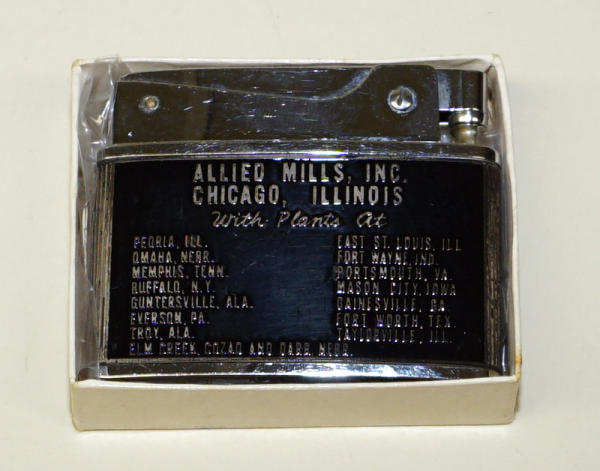 ALLIED MILLS, INC.
CHICAGO, ILLINOIS
With Plants At
PEORIA, ILL.
OMAHA, NEBR.
MEMPHIS, TENN.
BUFFALO, N.Y.
GUNTERSVILLE, ALA.
EVERSON, PA.
TROY, ALA.
ELM CREEK, COZAD AND DARR, NEBR.
EAST ST. LOUIS, ILL
FORT WAYNE, IND.
PORTSMOUTH, VA.
MASON CITY, IOWA
GAINESVILLE, GA.
FORT WORTH, TEX.
TAYLORVILLE, ILL.